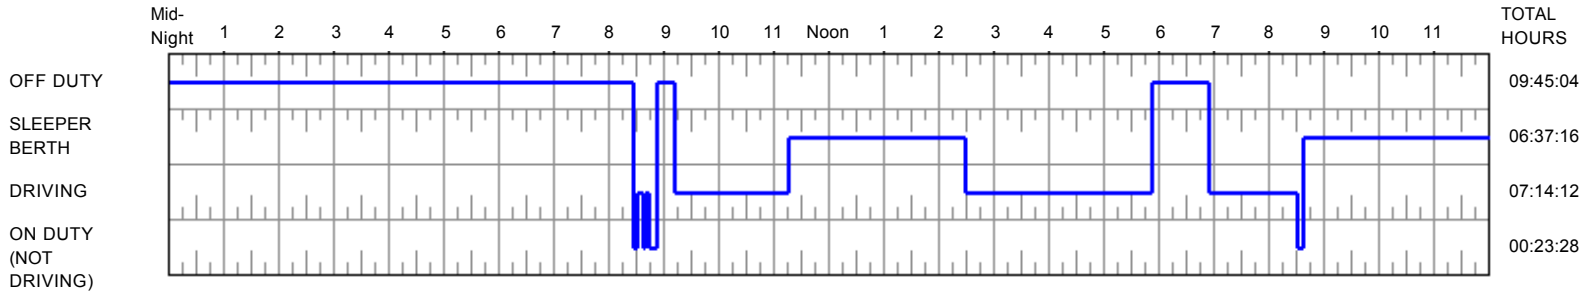 Mid-
Night 1 2 3 4 5 6 7 8 9 10 11 Noon 1 2 3 4 5 6 7 8 9 10 11
TOTAL
HOURS
OFF DUTY 09:45:04
SLEEPER
BERTH 06:37:16
DRIVING 07:14:12
ON DUTY
(NOT
DRIVING) 00:23:28